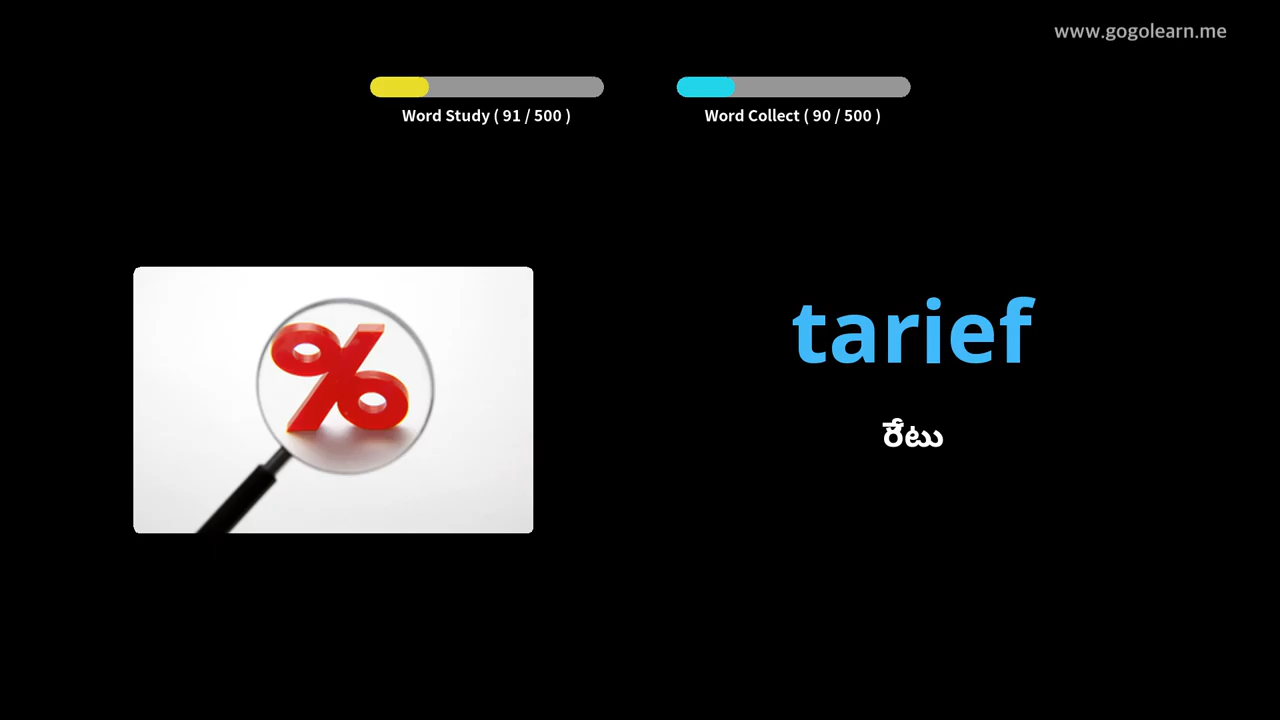 www.gogolearn.me
Word Study ( 91 / 500 )
Word Collect ( 90 / 500 )
%
tarief
రేటు